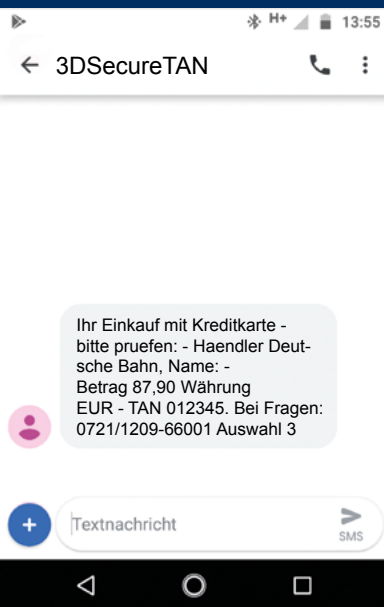 H+ 13:55
3DSecureTAN
Ihr Einkauf mit Kreditkarte -
bitte pruefen: - Haendler Deut-
sche Bahn, Name: -
Betrag 87,90 Währung
EUR - TAN 012345. Bei Fragen:
0721/1209-66001 Auswahl 3
Textnachricht
SMS